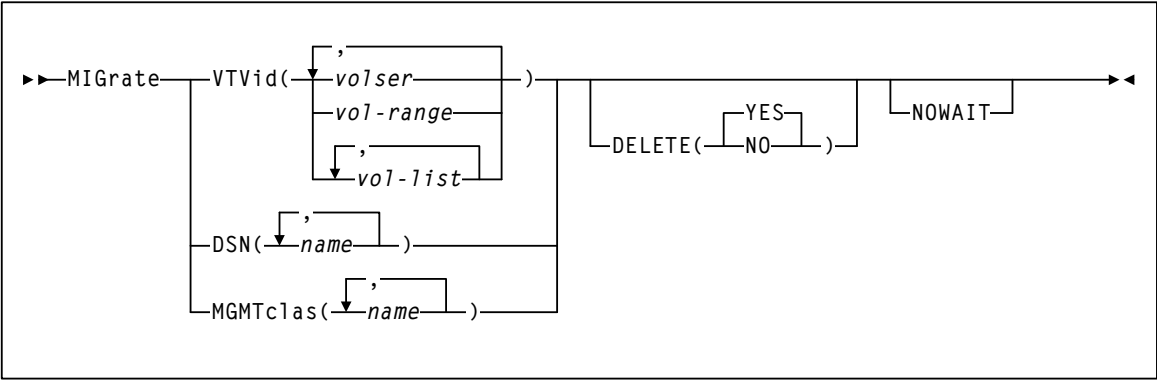 ,
MIGrate VTVid( volser )
vol-range
YES
NOWAIT
DELETE( NO )
,
vol-list
,
DSN( name )
,
MGMTclas( name )